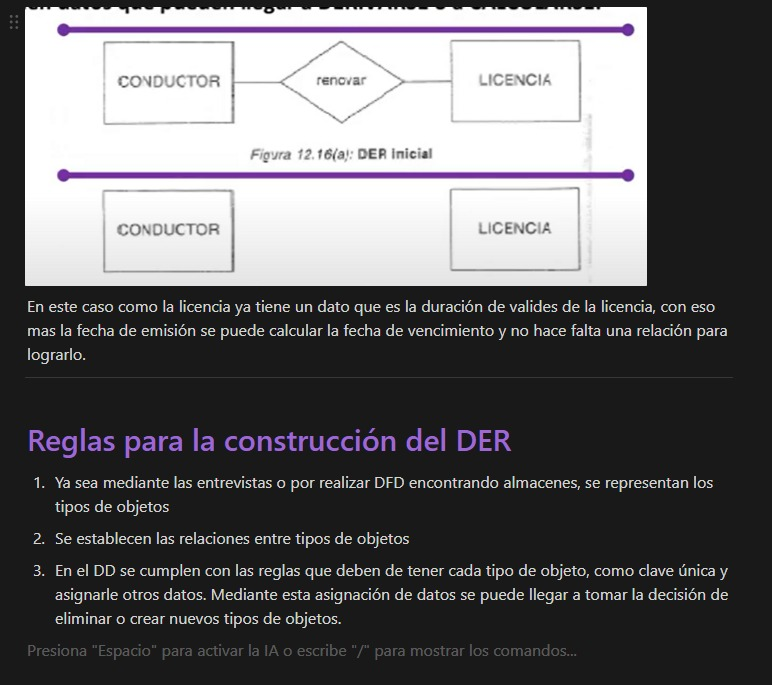 CONDUCTOR renovar LICENCIA
Figura 12.16(a): DER inicial
CONDUCTOR LICENCIA
En este caso como la licencia ya tiene un dato que es la duración de valides de la licencia, con eso
mas la fecha de emisión se puede calcular la fecha de vencimiento y no hace falta una relación para
lograrlo.
Reglas para la construcción del DER
1. Ya sea mediante las entrevistas o por realizar DFD encontrando almacenes, se representan los
tipos de objetos
2. Se establecen las relaciones entre tipos de objetos
3. En el DD se cumplen con las reglas que deben de tener cada tipo de objeto, como clave única y
asignarle otros datos. Mediante esta asignación de datos se puede llegar a tomar la decisión de
eliminar o crear nuevos tipos de objetos.
Presiona "Espacio" para activar la IA o escribe "/" para mostrar los comandos...